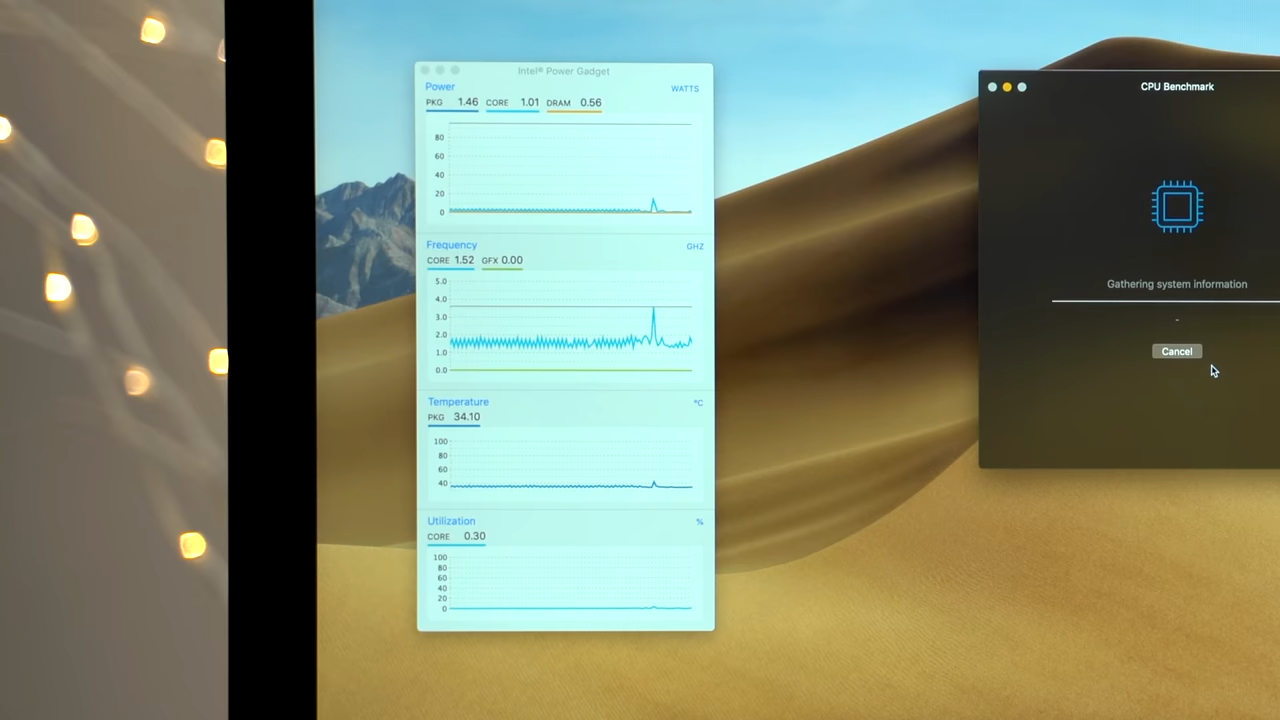 Intel® Power Gadget
Power WATTS
PKG 1.46 CORE 1.01 DRAM 0.56
80
60
40
20
0
Frequency GHZ
CORE 1.52 GFX 0.00
5.0
4.0
3.0
2.0
1.0
0.0
Temperature °C
PKG 34.10
100
80
60
40
Utilization %
CORE 0.30
100
80
60
40
20
0
CPU Benchmark
Gathering system information
-
Cancel